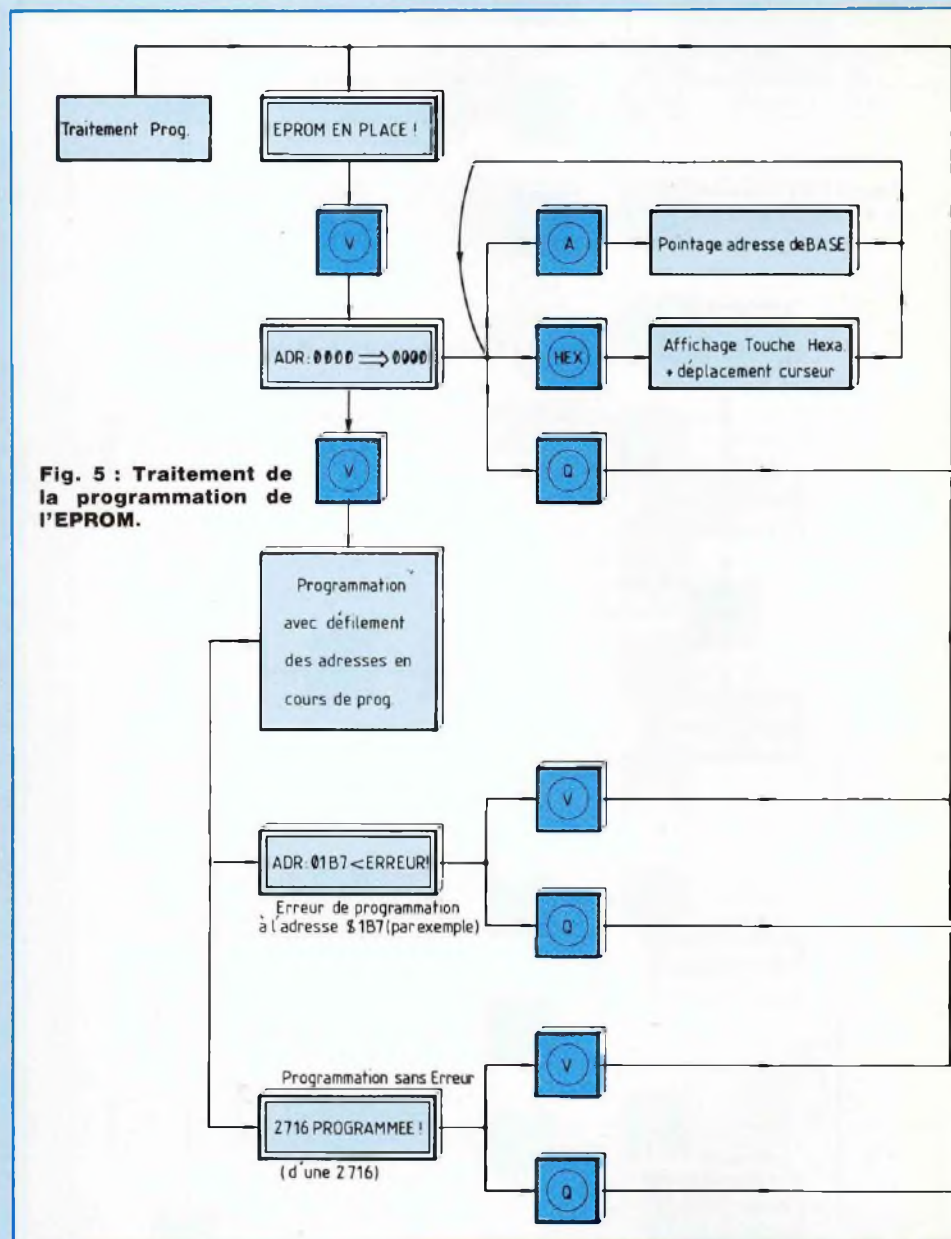 Traitement Prog.
EPROM EN PLACE !
V
A
Pointage adresse de BASE
ADR: 0000 ⟹ 0000
HEX
Affichage Touche Hexa.
+ déplacement curseur
V
Q
Fig. 5 : Traitement de
la programmation de
l'EPROM.
Programmation
avec défilement
des adresses en
cours de prog.
V
ADR: 01B7 < ERREUR!
Erreur de programmation
à l'adresse $1B7 (par exemple)
Q
V
Programmation sans Erreur
2716 PROGRAMMEE !
(d'une 2716)
Q